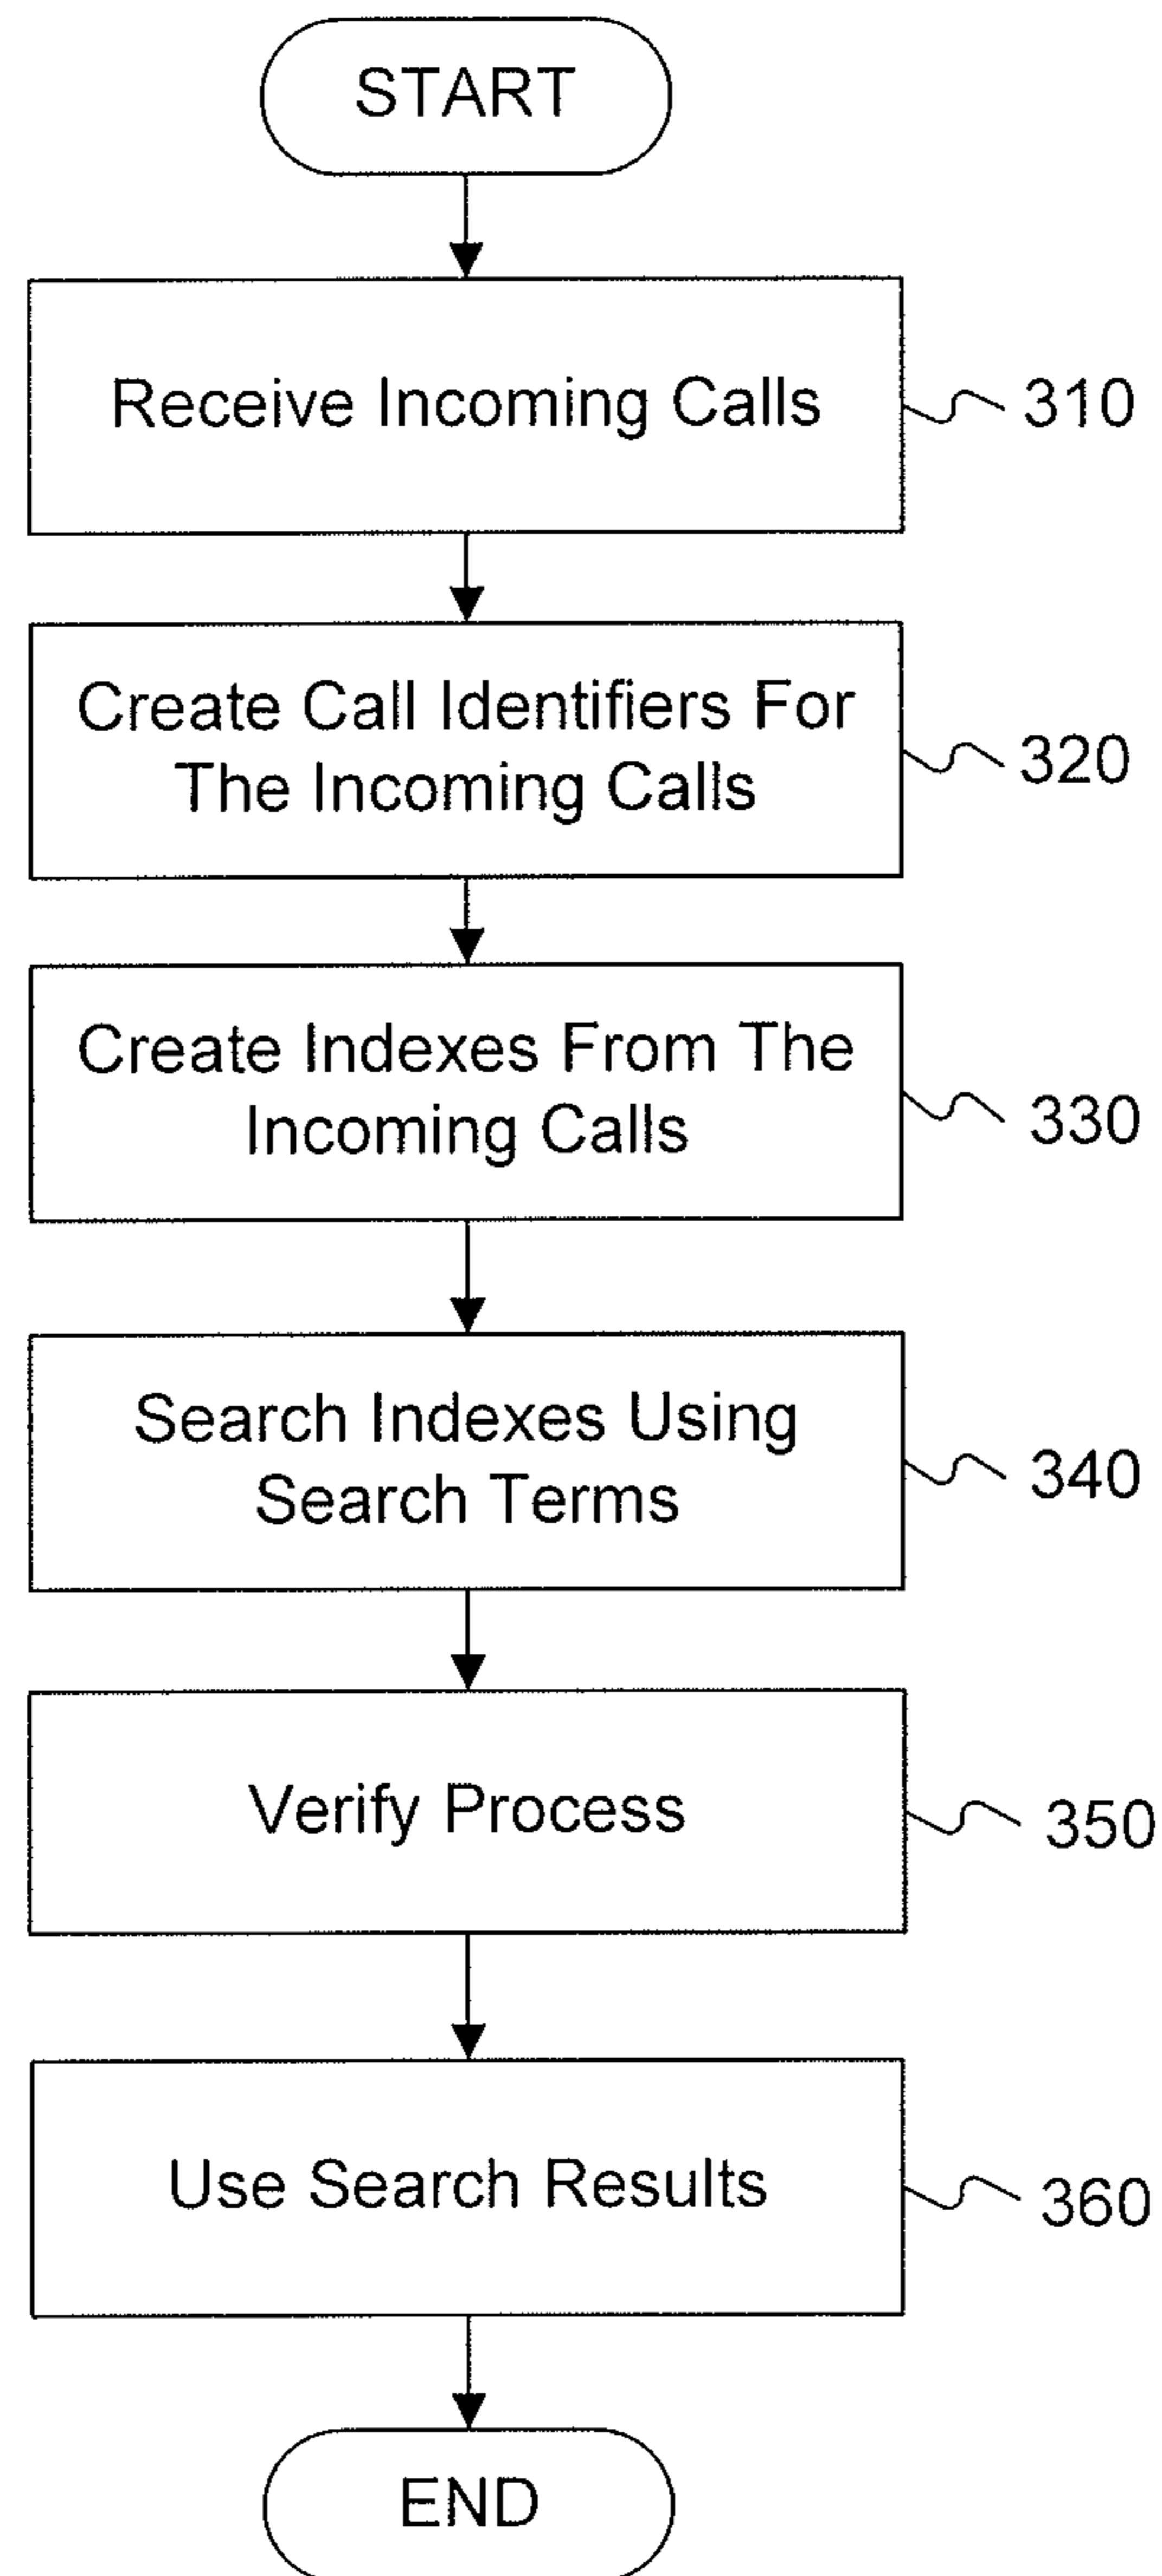 START
Receive Incoming Calls
310
Create Call Identifiers For
The Incoming Calls
320
Create Indexes From The
Incoming Calls
330
Search Indexes Using
Search Terms
340
Verify Process
350
Use Search Results
360
END